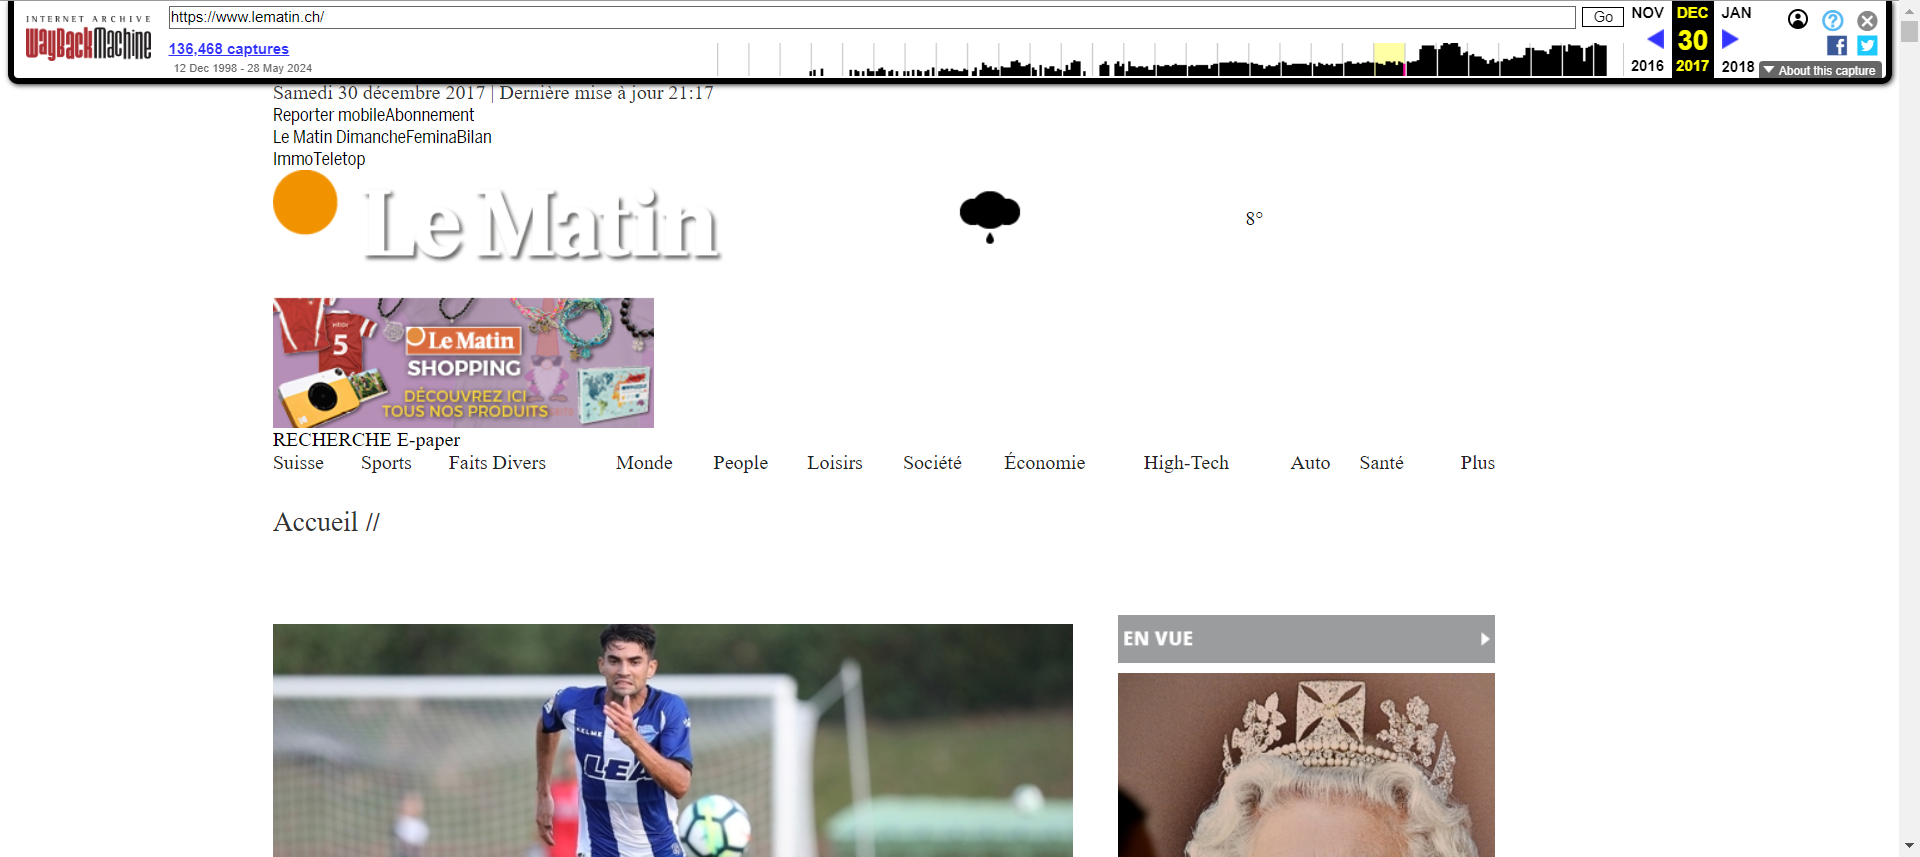 INTERNET ARCHIVE
WayBackMachine
https://www.lematin.ch/
Go
136,468 captures
12 Dec 1998 - 28 May 2024
NOV DEC JAN
30
2016 2017 2018
About this capture
Samedi 30 décembre 2017 | Dernière mise à jour 21:17
Reporter mobileAbonnement
Le Matin DimancheFeminaBilan
ImmoTeletop
Le Matin
8°
5
Le Matin
SHOPPING
DÉCOUVREZ ICI
TOUS NOS PRODUITS
RECHERCHE E-paper
Suisse Sports Faits Divers Monde People Loisirs Société Économie High-Tech Auto Santé Plus
Accueil //
EN VUE
KELME
LEA